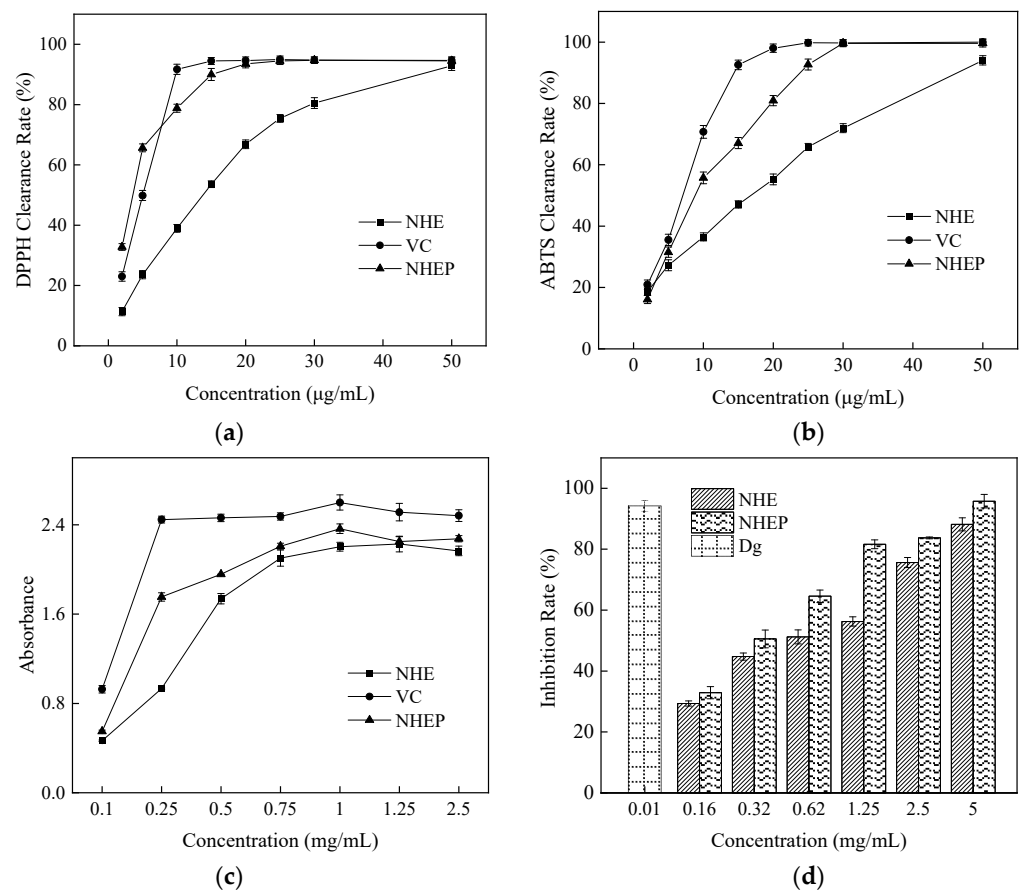 100
80
60
40
20
0
DPPH Clearance Rate (%)
NHE
VC
NHEP
0 10 20 30 40 50
Concentration (μg/mL)
(a)
100
80
60
40
20
0
ABTS Clearance Rate (%)
NHE
VC
NHEP
0 10 20 30 40 50
Concentration (μg/mL)
(b)
2.4
1.6
0.8
0.0
Absorbance
NHE
VC
NHEP
0.1 0.25 0.5 0.75 1 1.25 2.5
Concentration (mg/mL)
(c)
100
80
60
40
20
0
Inhibition Rate (%)
NHE
NHEP
Dg
0.01 0.16 0.32 0.62 1.25 2.5 5
Concentration (mg/mL)
(d)